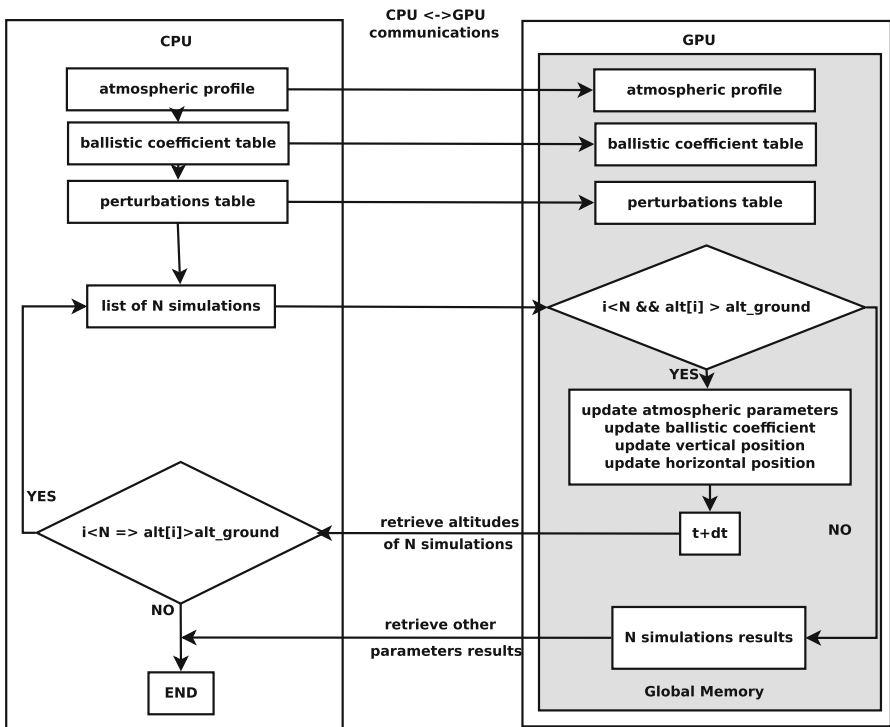 CPU <->GPU
communications
CPU
GPU
atmospheric profile
atmospheric profile
ballistic coefficient table
ballistic coefficient table
perturbations table
perturbations table
list of N simulations
i<N && alt[i] > alt_ground
YES
update atmospheric parameters
update ballistic coefficient
update vertical position
update horizontal position
YES
i<N => alt[i]>alt_ground
retrieve altitudes
of N simulations
t+dt
NO
NO
retrieve other
parameters results
N simulations results
END
Global Memory